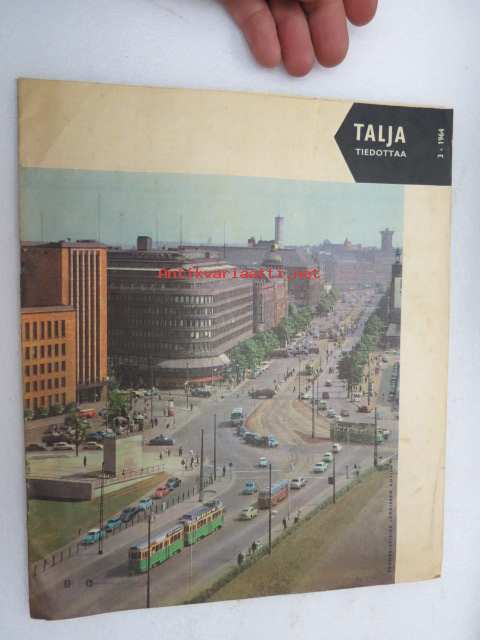 TALJA
TIEDOTTAA
3 - 1964
Antikvariaatti.net